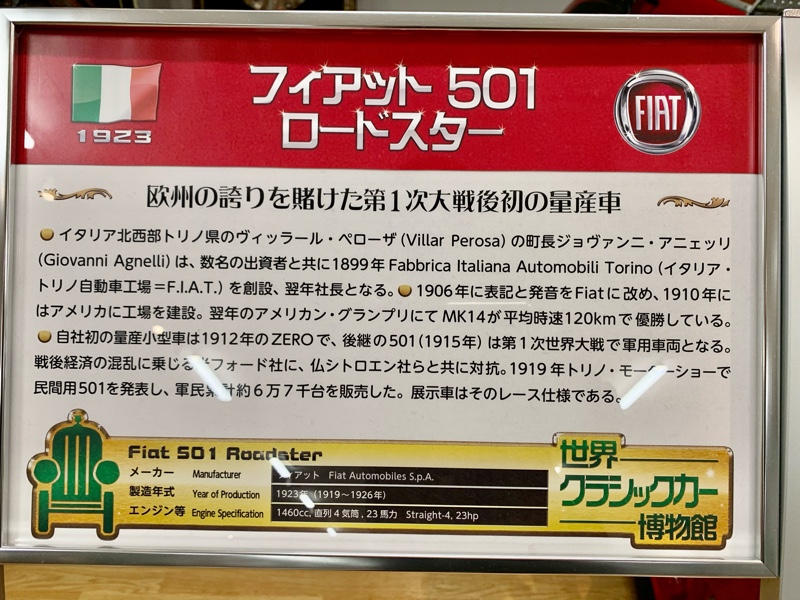 フィアット 501
ロードスター
1923
FIAT
欧州の誇りを賭けた第1次大戦後初の量産車
●イタリア北西部トリノ県のヴィッラール・ペローザ (Villar Perosa) の町長ジョヴァンニ・アニェッリ
(Giovanni Agnelli) は、数名の出資者と共に1899年 Fabbrica Italiana Automobili Torino (イタリア・
トリノ自動車工場=F.I.A.T.) を創設、翌年社長となる。●1906年に表記と発音をFiatに改め、1910年に
はアメリカに工場を建設。翌年のアメリカン・グランプリにて MK14が平均時速120kmで優勝している。
●自社初の量産小型車は1912年のZEROで、後継の501(1915年) は第1次世界大戦で軍用車両となる。
戦後経済の混乱に乗じる フォード社に、仏シトロエン社らと共に対抗。1919年トリノ・モーターショーで
民間用501を発表し、軍民累計約6万7千台を販売した。展示車はそのレース仕様である。
Fiat 501 Roadster
メーカー Manufacturer フィアット Fiat Automobiles S.p.A.
製造年式 Year of Production 1923年 (1919〜1926年)
エンジン等 Engine Specification 1460cc, 直列4気筒, 23馬力 Straight-4, 23hp
世界
クラシックカー
博物館